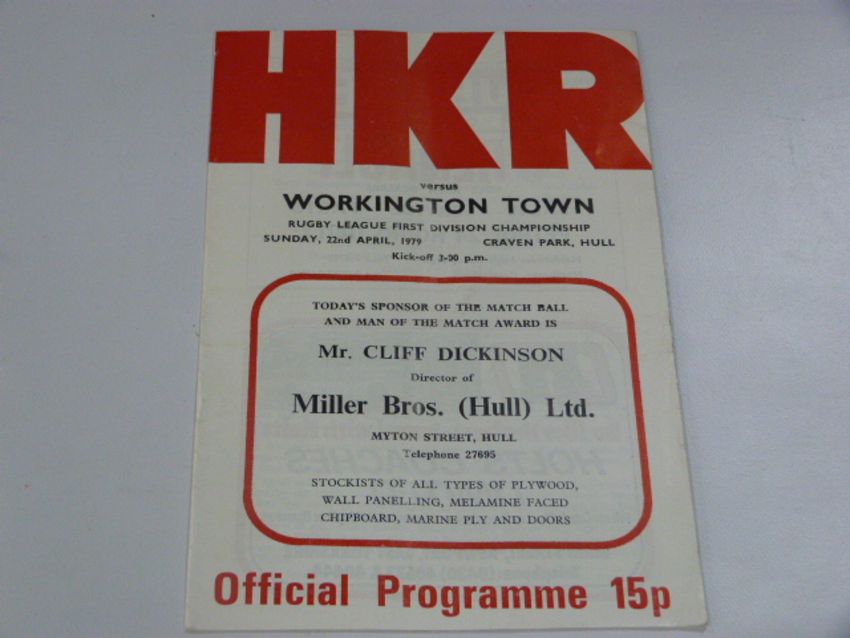 HKR
versus
WORKINGTON TOWN
RUGBY LEAGUE FIRST DIVISION CHAMPIONSHIP
SUNDAY, 22nd APRIL, 1979 CRAVEN PARK, HULL
Kick-off 3-00 p.m.
TODAY'S SPONSOR OF THE MATCH BALL
AND MAN OF THE MATCH AWARD IS
Mr. CLIFF DICKINSON
Director of
Miller Bros. (Hull) Ltd.
MYTON STREET, HULL
Telephone 27695
STOCKISTS OF ALL TYPES OF PLYWOOD,
WALL PANELLING, MELAMINE FACED
CHIPBOARD, MARINE PLY AND DOORS
Official Programme 15p